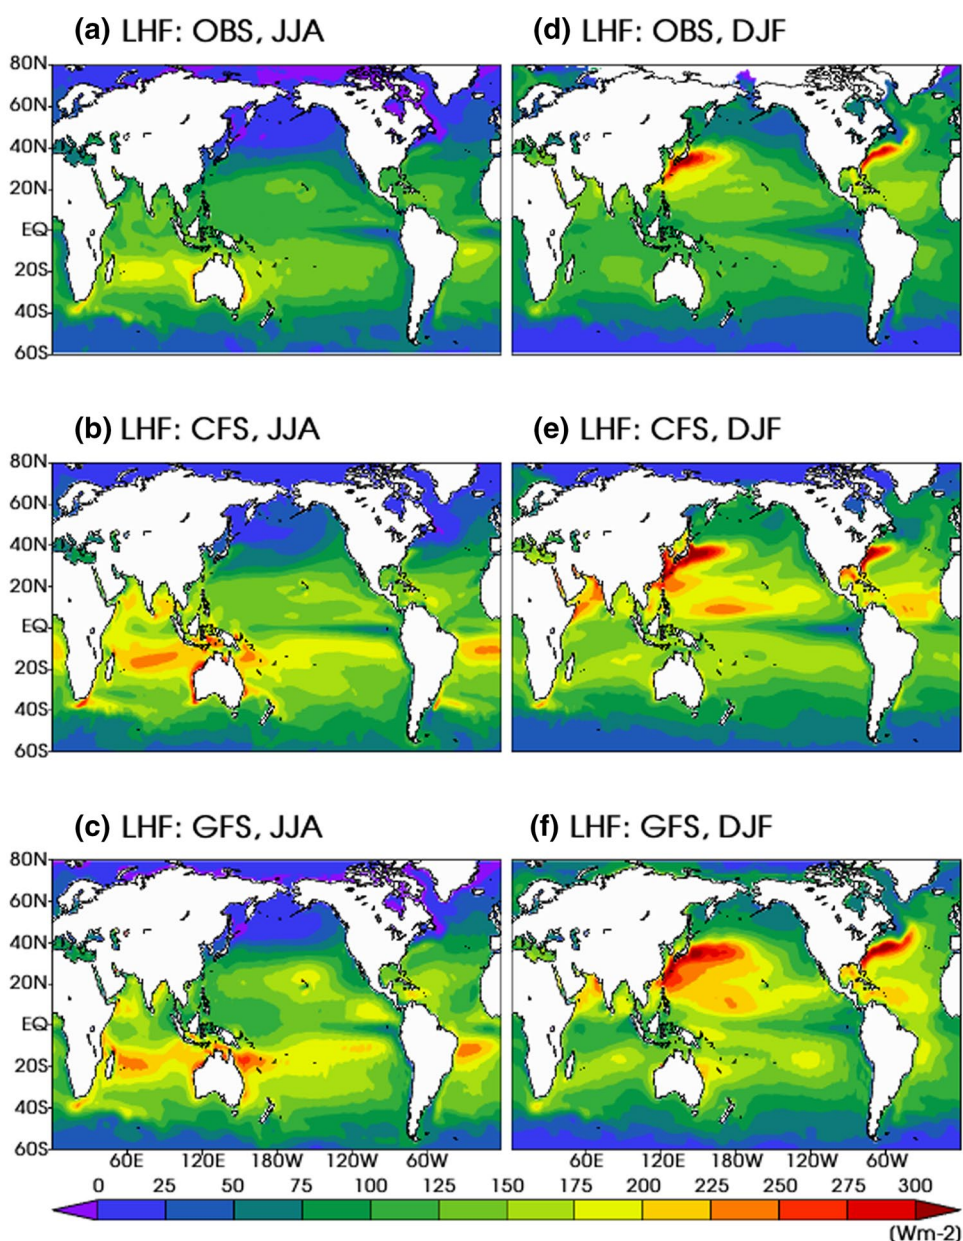 (a) LHF: OBS, JJA
(d) LHF: OBS, DJF
80N
60N
40N
20N
EQ
20S
40S
60S
(b) LHF: CFS, JJA
(e) LHF: CFS, DJF
80N
60N
40N
20N
EQ
20S
40S
60S
(c) LHF: GFS, JJA
(f) LHF: GFS, DJF
80N
60N
40N
20N
EQ
20S
40S
60S
60E 120E 180W 120W 60W 60E 120E 180W 120W 60W
0 25 50 75 100 125 150 175 200 225 250 275 300
(Wm-2)